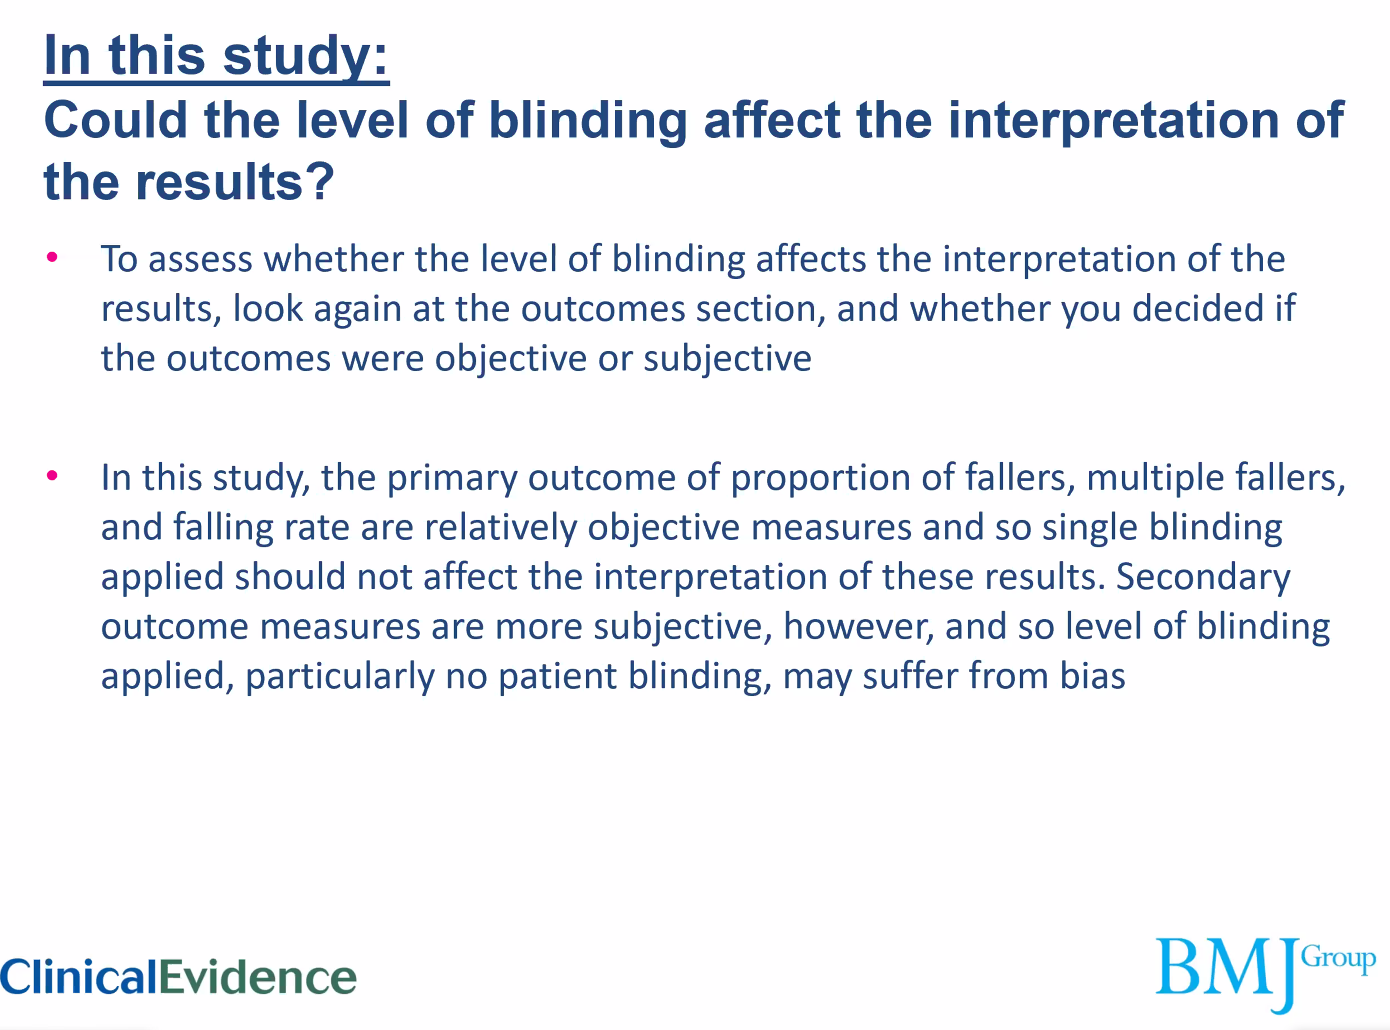 In this study:
Could the level of blinding affect the interpretation of
the results?
• To assess whether the level of blinding affects the interpretation of the
results, look again at the outcomes section, and whether you decided if
the outcomes were objective or subjective
• In this study, the primary outcome of proportion of fallers, multiple fallers,
and falling rate are relatively objective measures and so single blinding
applied should not affect the interpretation of these results. Secondary
outcome measures are more subjective, however, and so level of blinding
applied, particularly no patient blinding, may suffer from bias
ClinicalEvidence
BMJ Group